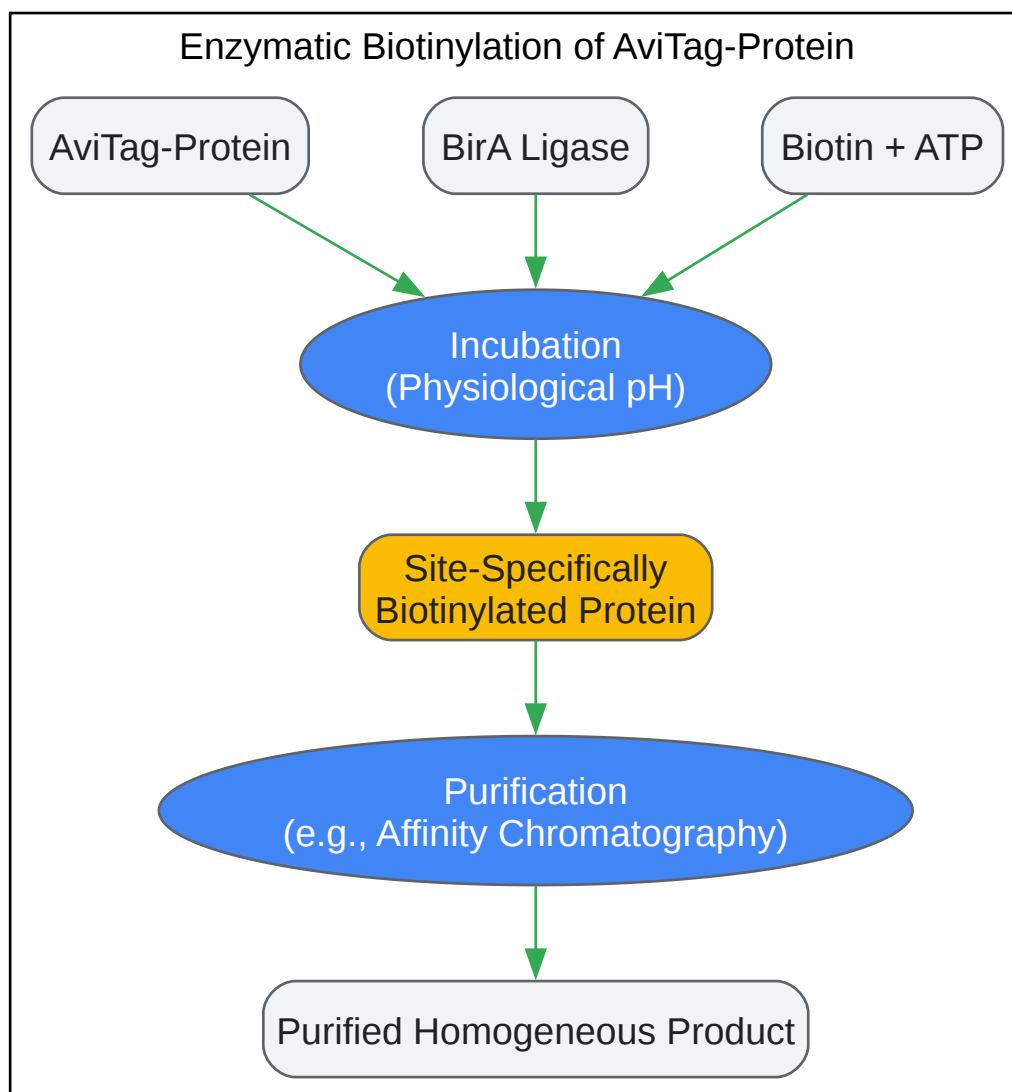 Enzymatic Biotinylation of AviTag-Protein
AviTag-Protein
BirA Ligase
Biotin + ATP
Incubation
(Physiological pH)
Site-Specifically
Biotinylated Protein
Purification
(e.g., Affinity Chromatography)
Purified Homogeneous Product